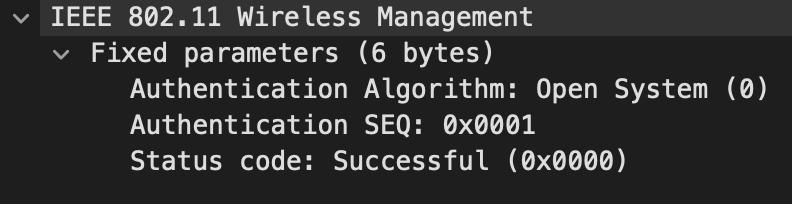 IEEE 802.11 Wireless Management
Fixed parameters (6 bytes)
Authentication Algorithm: Open System (0)
Authentication SEQ: 0x0001
Status code: Successful (0x0000)